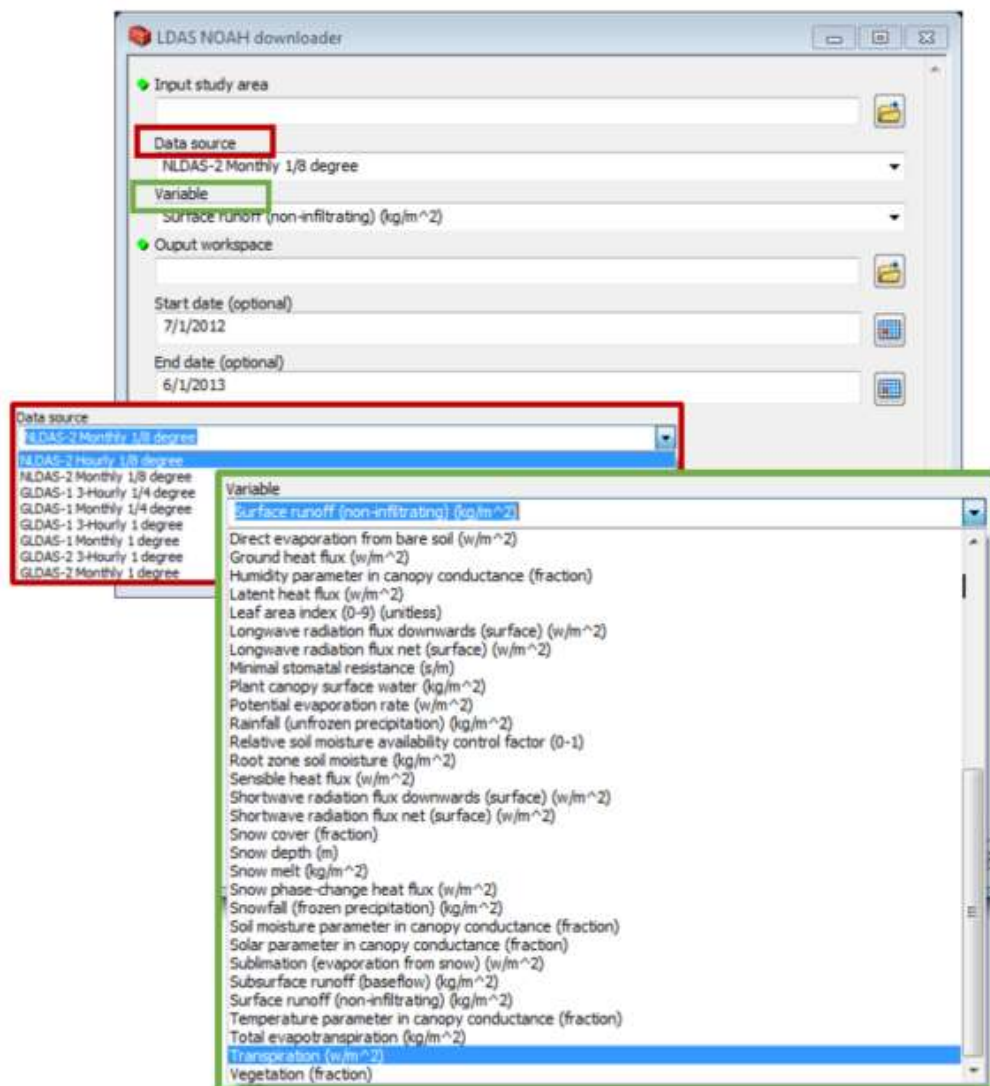 LDAS NOAH downloader
Input study area
Data source
NLDAS-2 Monthly 1/8 degree
Variable
Surface runoff (non-infiltrating) (kg/m^2)
Ouput workspace
Start date (optional)
7/1/2012
End date (optional)
6/1/2013
Data source
NLDAS-2 Monthly 1/8 degree
NLDAS-2 Hourly 1/8 degree
NLDAS-2 Monthly 1/8 degree
GLDAS-1 3-Hourly 1/4 degree
GLDAS-1 Monthly 1/4 degree
GLDAS-1 3-Hourly 1 degree
GLDAS-1 Monthly 1 degree
GLDAS-2 3-Hourly 1 degree
GLDAS-2 Monthly 1 degree
Variable
Surface runoff (non-infiltrating) (kg/m^2)
Direct evaporation from bare soil (w/m^2)
Ground heat flux (w/m^2)
Humidity parameter in canopy conductance (fraction)
Latent heat flux (w/m^2)
Leaf area index (0-9) (unitless)
Longwave radiation flux downwards (surface) (w/m^2)
Longwave radiation flux net (surface) (w/m^2)
Minimal stomatal resistance (s/m)
Plant canopy surface water (kg/m^2)
Potential evaporation rate (w/m^2)
Rainfall (unfrozen precipitation) (kg/m^2)
Relative soil moisture availability control factor (0-1)
Root zone soil moisture (kg/m^2)
Sensible heat flux (w/m^2)
Shortwave radiation flux downwards (surface) (w/m^2)
Shortwave radiation flux net (surface) (w/m^2)
Snow cover (fraction)
Snow depth (m)
Snow melt (kg/m^2)
Snow phase-change heat flux (w/m^2)
Snowfall (frozen precipitation) (kg/m^2)
Soil moisture parameter in canopy conductance (fraction)
Solar parameter in canopy conductance (fraction)
Sublimation (evaporation from snow) (w/m^2)
Subsurface runoff (baseflow) (kg/m^2)
Surface runoff (non-infiltrating) (kg/m^2)
Temperature parameter in canopy conductance (fraction)
Total evapotranspiration (kg/m^2)
Transpiration (w/m^2)
Vegetation (fraction)